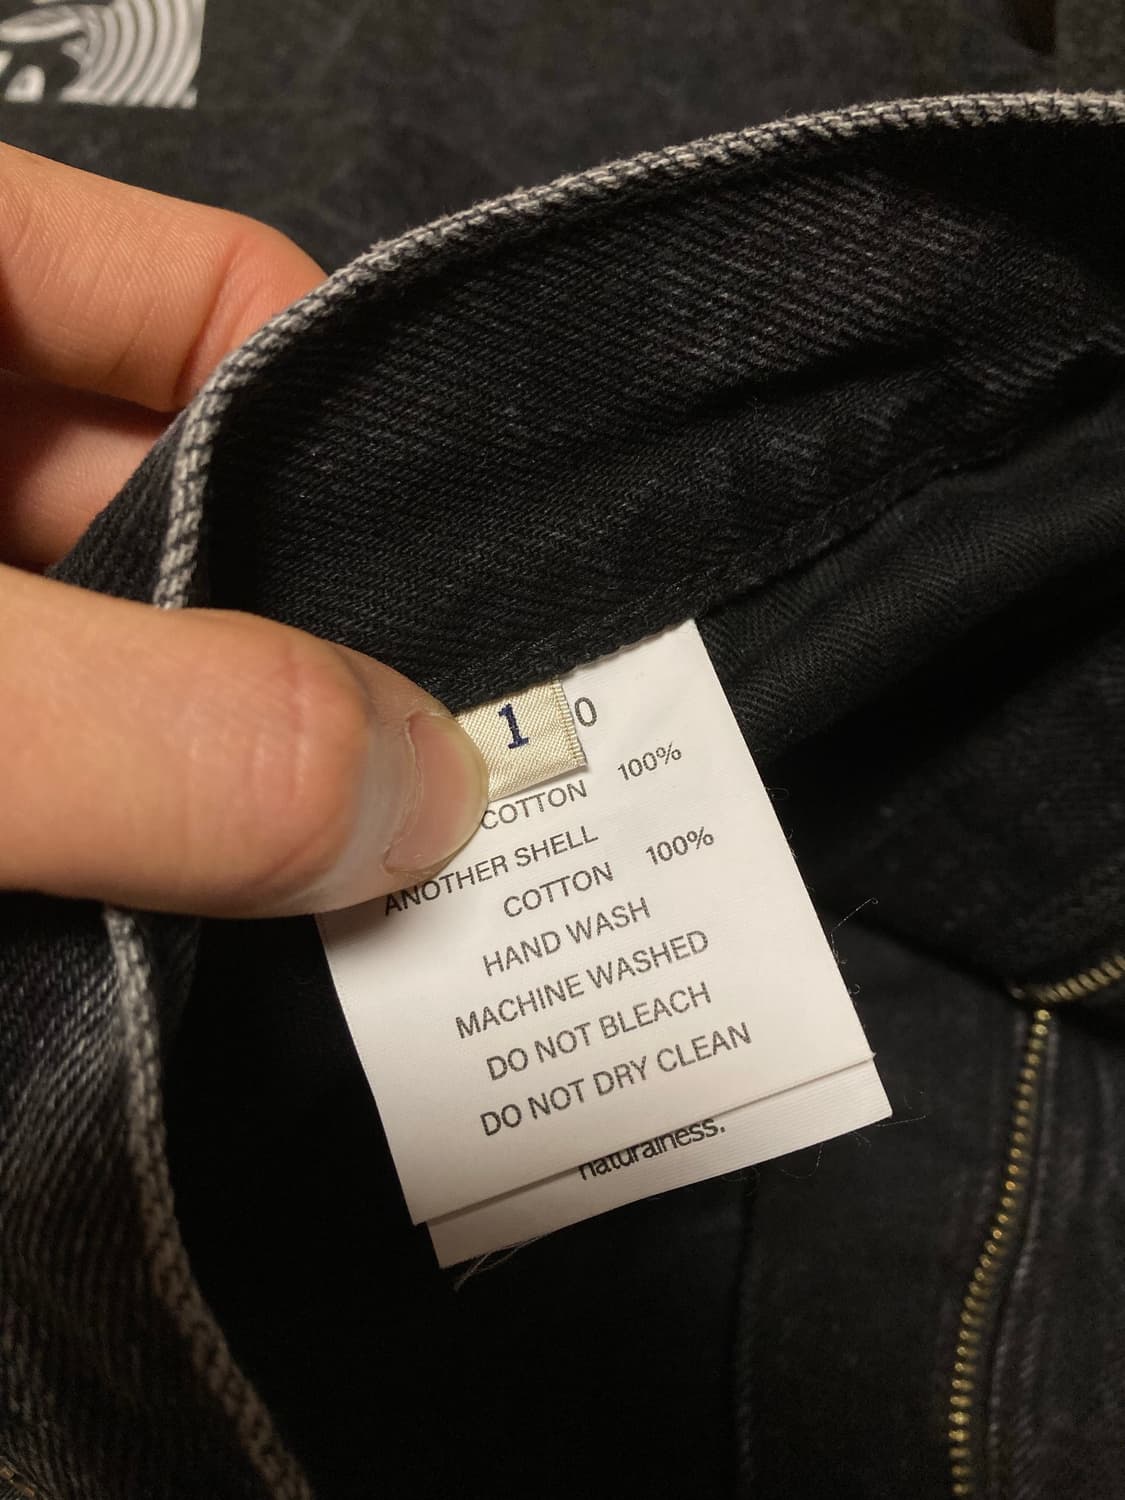 1
0
100%
COTTON
ANOTHER SHELL
100%
COTTON
HAND WASH
MACHINE WASHED
DO NOT BLEACH
DO NOT DRY CLEAN
naturalness.